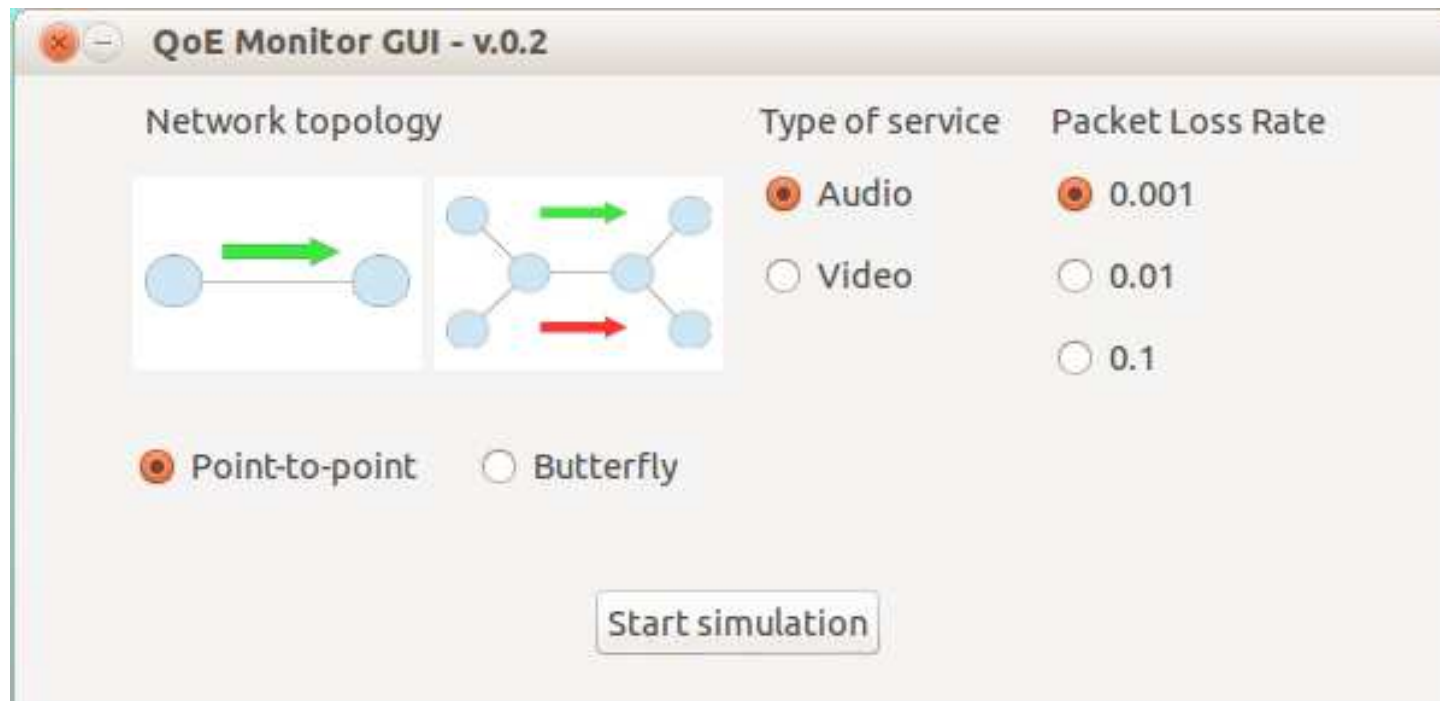 QoE Monitor GUI - v.0.2
Network topology
Type of service
Packet Loss Rate
Audio
0.001
Video
0.01
0.1
Point-to-point
Butterfly
Start simulation